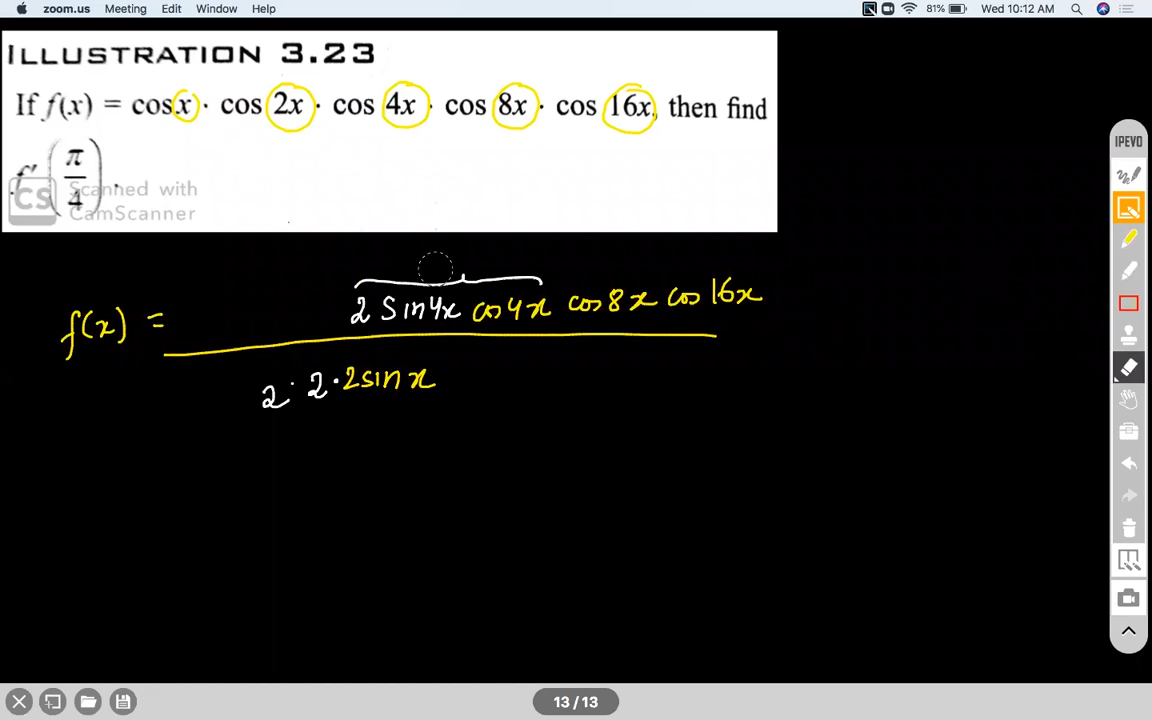 zoom.us Meeting Edit Window Help 81% Wed 10:12 AM
ILLUSTRATION 3.23
If f(x) = cos x · cos 2x · cos 4x · cos 8x · cos 16x, then find
f′(π/4).
CS Scanned with
CamScanner
IPEVO
f(x) = 2 sin4x cos4x cos8x cos16x
2 · 2 · 2sinx
13 / 13